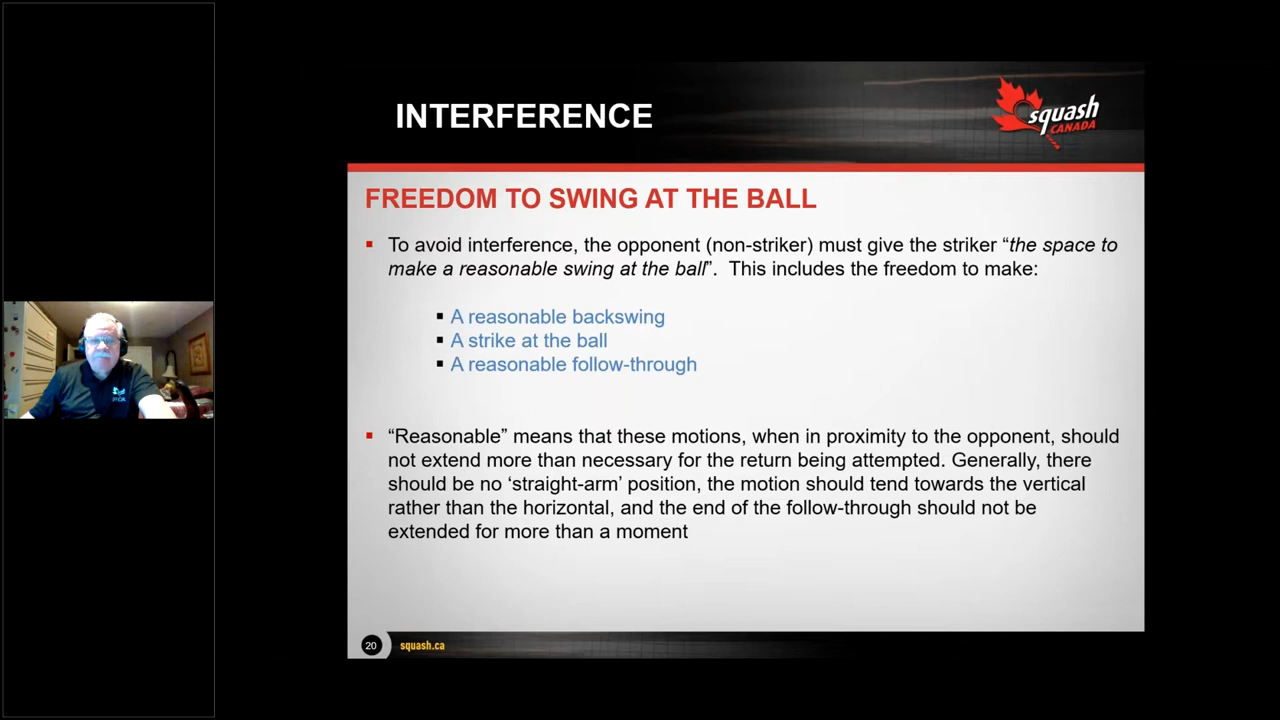 INTERFERENCE
squash
CANADA
FREEDOM TO SWING AT THE BALL
▪ To avoid interference, the opponent (non-striker) must give the striker “the space to
make a reasonable swing at the ball”. This includes the freedom to make:
▪ A reasonable backswing
▪ A strike at the ball
▪ A reasonable follow-through
▪ “Reasonable” means that these motions, when in proximity to the opponent, should
not extend more than necessary for the return being attempted. Generally, there
should be no ‘straight-arm’ position, the motion should tend towards the vertical
rather than the horizontal, and the end of the follow-through should not be
extended for more than a moment
20
squash.ca